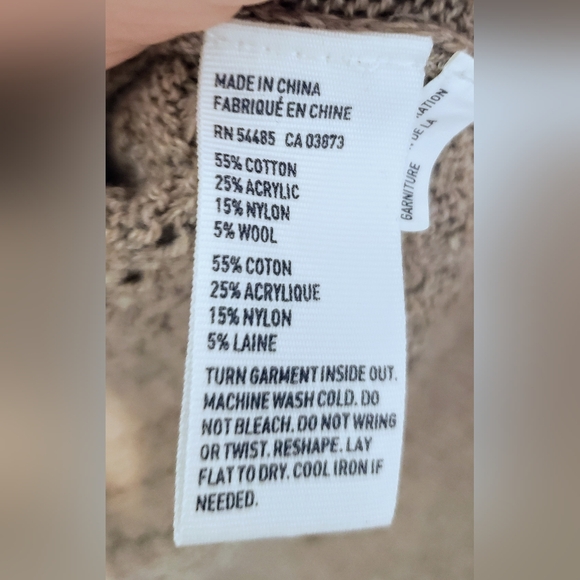 MADE IN CHINA
FABRIQUÉ EN CHINE
RN 54485 CA 03873
55% COTTON
25% ACRYLIC
15% NYLON
5% WOOL
55% COTON
25% ACRYLIQUE
15% NYLON
5% LAINE
TURN GARMENT INSIDE OUT.
MACHINE WASH COLD. DO
NOT BLEACH. DO NOT WRING
OR TWIST. RESHAPE. LAY
FLAT TO DRY. COOL IRON IF
NEEDED.
DE LA
GARNITURE